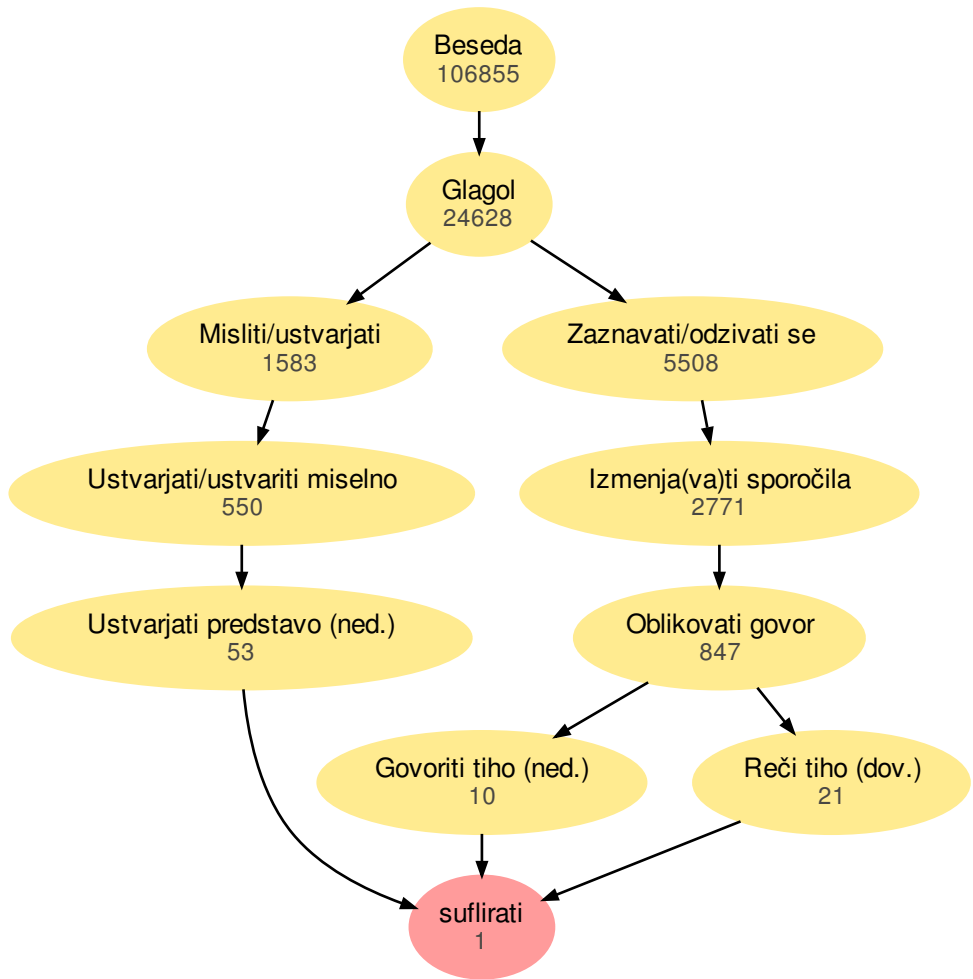 Beseda
106855
Glagol
24628
Misliti/ustvarjati
1583
Zaznavati/odzivati se
5508
Ustvarjati/ustvariti miselno
550
Izmenja(va)ti sporočila
2771
Ustvarjati predstavo (ned.)
53
Oblikovati govor
847
Govoriti tiho (ned.)
10
Reči tiho (dov.)
21
suflirati
1